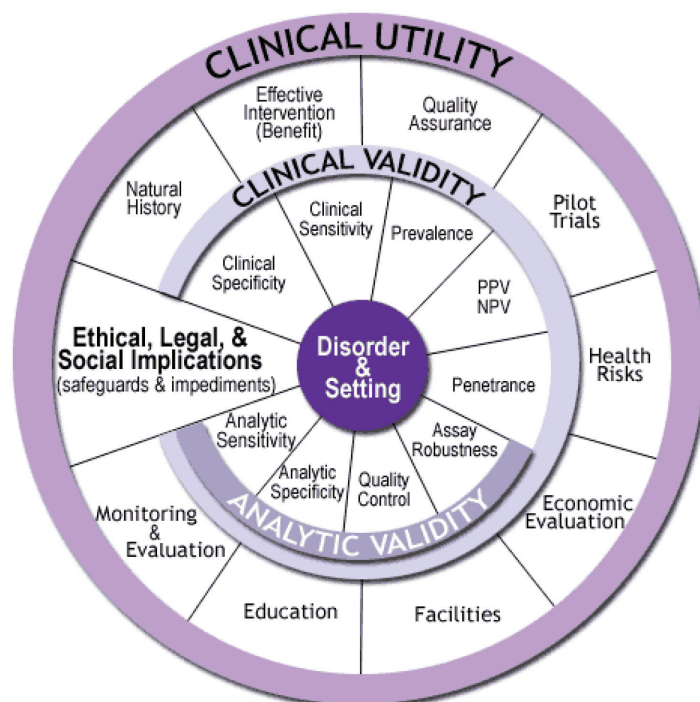 CLINICAL UTILITY
Effective
Intervention
(Benefit)
Quality
Assurance
Pilot
Trials
Health
Risks
Economic
Evaluation
Facilities
Education
Monitoring
&
Evaluation
Natural
History
CLINICAL VALIDITY
Clinical
Specificity
Clinical
Sensitivity
Prevalence
PPV
NPV
Penetrance
Ethical, Legal, &
Social Implications
(safeguards & impediments)
Disorder
&
Setting
Analytic
Sensitivity
Analytic
Specificity
Quality
Control
Assay
Robustness
ANALYTIC VALIDITY